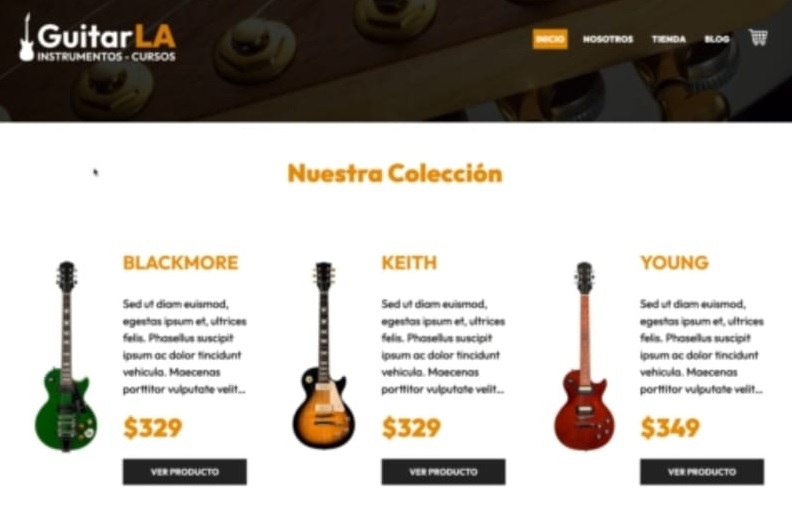 GuitarLA
INSTRUMENTOS - CURSOS
INICIO NOSOTROS TIENDA BLOG
Nuestra Colección
BLACKMORE
Sed ut diam euismod,
egestas ipsum et, ultrices
felis. Phasellus suscipit
ipsum ac dolor tincidunt
vehicula. Maecenas
porttitor vulputate velit...
$329
VER PRODUCTO
KEITH
Sed ut diam euismod,
egestas ipsum et, ultrices
felis. Phasellus suscipit
ipsum ac dolor tincidunt
vehicula. Maecenas
porttitor vulputate velit...
$329
VER PRODUCTO
YOUNG
Sed ut diam euismod,
egestas ipsum et, ultrices
felis. Phasellus suscipit
ipsum ac dolor tincidunt
vehicula. Maecenas
porttitor vulputate velit...
$349
VER PRODUCTO